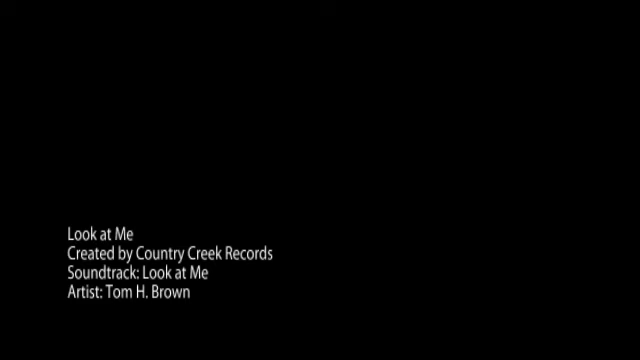 Look at Me
Created by Country Creek Records
Soundtrack: Look at Me
Artist: Tom H. Brown